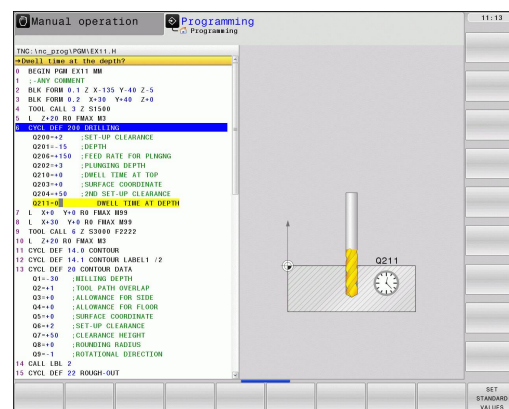 Manual operation
Programming
Programming
11:13
TNC:\nc_prog\PGM\EX11.H
→Dwell time at the depth?
0 BEGIN PGM EX11 MM
1 ;-ANY COMMENT
2 BLK FORM 0.1 Z X-135 Y-40 Z-5
3 BLK FORM 0.2 X+30 Y+40 Z+0
4 TOOL CALL 3 Z S1500
5 L Z+20 R0 FMAX M3
6 CYCL DEF 200 DRILLING
Q200=+2 ;SET-UP CLEARANCE
Q201=-15 ;DEPTH
Q206=+150 ;FEED RATE FOR PLNGNG
Q202=+3 ;PLUNGING DEPTH
Q210=+0 ;DWELL TIME AT TOP
Q203=+0 ;SURFACE COORDINATE
Q204=+50 ;2ND SET-UP CLEARANCE
Q211=0 DWELL TIME AT DEPTH
7 L X+0 Y+0 R0 FMAX M99
8 L X+30 Y+0 R0 FMAX M99
9 TOOL CALL 6 Z S3000 F2222
10 L Z+20 R0 FMAX M3
11 CYCL DEF 14.0 CONTOUR
12 CYCL DEF 14.1 CONTOUR LABEL1 /2
13 CYCL DEF 20 CONTOUR DATA
Q1=-30 ;MILLING DEPTH
Q2=+1 ;TOOL PATH OVERLAP
Q3=+0 ;ALLOWANCE FOR SIDE
Q4=+0 ;ALLOWANCE FOR FLOOR
Q5=+0 ;SURFACE COORDINATE
Q6=+2 ;SET-UP CLEARANCE
Q7=+50 ;CLEARANCE HEIGHT
Q8=+0 ;ROUNDING RADIUS
Q9=-1 ;ROTATIONAL DIRECTION
14 CALL LBL 2
15 CYCL DEF 22 ROUGH-OUT
Q211
SET
STANDARD
VALUES